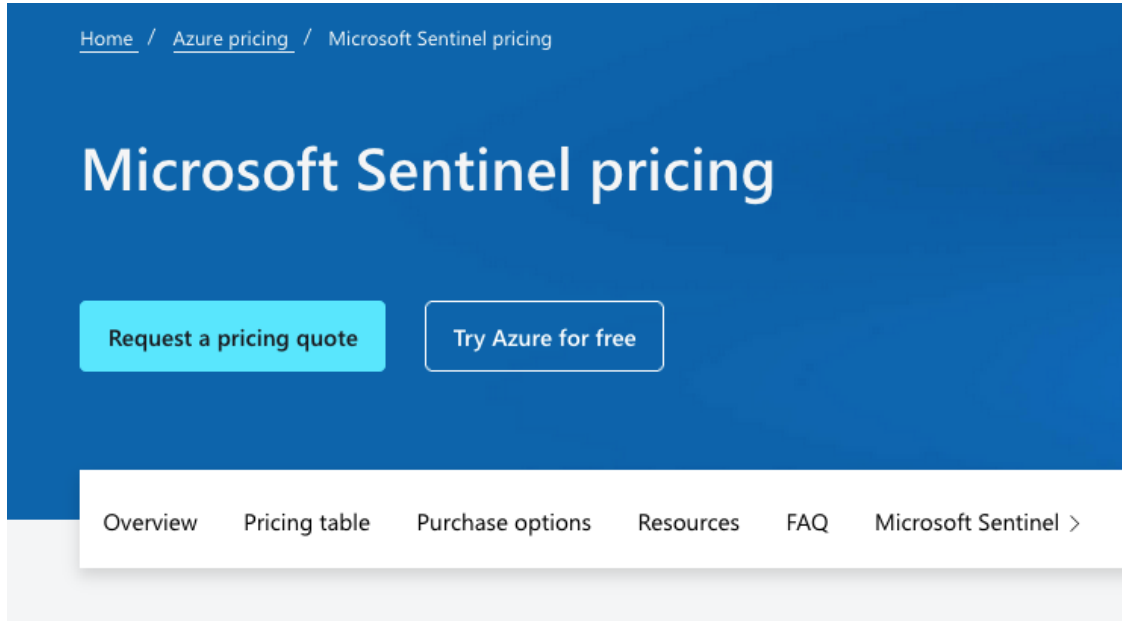 Home / Azure pricing / Microsoft Sentinel pricing
Microsoft Sentinel pricing
Request a pricing quote
Try Azure for free
Overview Pricing table Purchase options Resources FAQ Microsoft Sentinel >